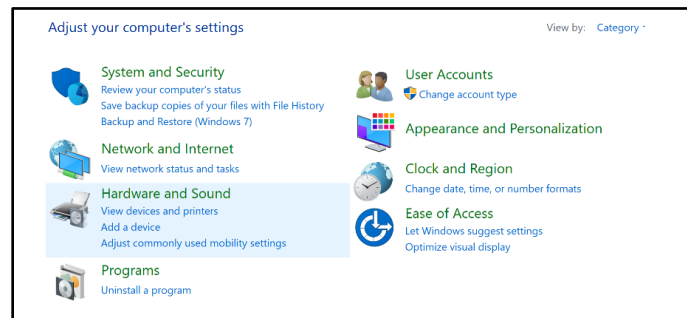 Adjust your computer's settings
View by: Category
System and Security
Review your computer's status
Save backup copies of your files with File History
Backup and Restore (Windows 7)
Network and Internet
View network status and tasks
Hardware and Sound
View devices and printers
Add a device
Adjust commonly used mobility settings
Programs
Uninstall a program
User Accounts
Change account type
Appearance and Personalization
Clock and Region
Change date, time, or number formats
Ease of Access
Let Windows suggest settings
Optimize visual display